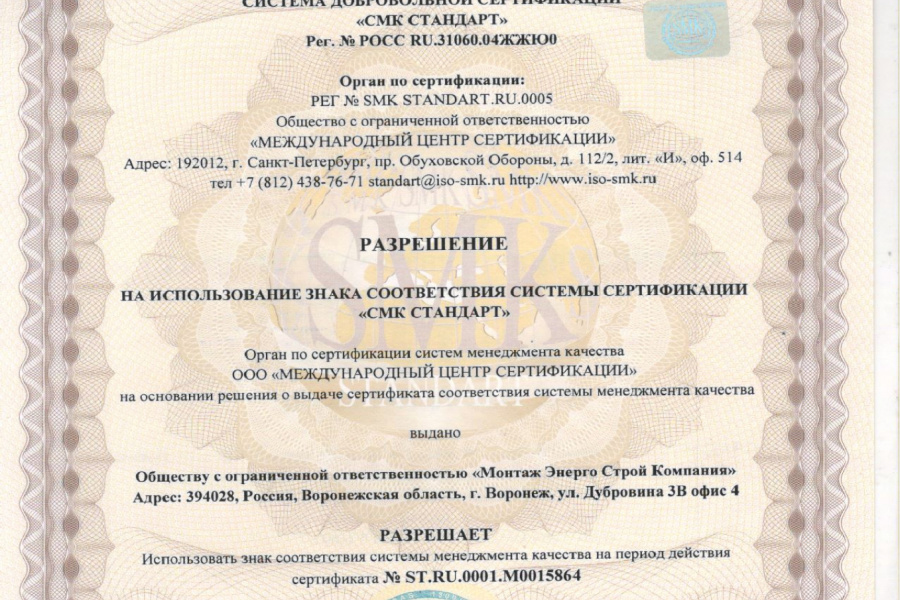 СИСТЕМА ДОБРОВОЛЬНОЙ СЕРТИФИКАЦИИ
«СМК СТАНДАРТ»
Рег. № РОСС RU.31060.04ЖЖЮ0
Орган по сертификации:
РЕГ № SMK STANDART.RU.0005
Общество с ограниченной ответственностью
«МЕЖДУНАРОДНЫЙ ЦЕНТР СЕРТИФИКАЦИИ»
Адрес: 192012, г. Санкт-Петербург, пр. Обуховской Обороны, д. 112/2, лит. «И», оф. 514
тел +7 (812) 438-76-71 standart@iso-smk.ru http://www.iso-smk.ru
SMK
STANDART
РАЗРЕШЕНИЕ
НА ИСПОЛЬЗОВАНИЕ ЗНАКА СООТВЕТСТВИЯ СИСТЕМЫ СЕРТИФИКАЦИИ
«СМК СТАНДАРТ»
Орган по сертификации систем менеджмента качества
ООО «МЕЖДУНАРОДНЫЙ ЦЕНТР СЕРТИФИКАЦИИ»
на основании решения о выдаче сертификата соответствия системы менеджмента качества
выдано
Обществу с ограниченной ответственностью «Монтаж Энерго Строй Компания»
Адрес: 394028, Россия, Воронежская область, г. Воронеж, ул. Дубровина 3В офис 4
РАЗРЕШАЕТ
Использовать знак соответствия системы менеджмента качества на период действия
сертификата № ST.RU.0001.M0015864